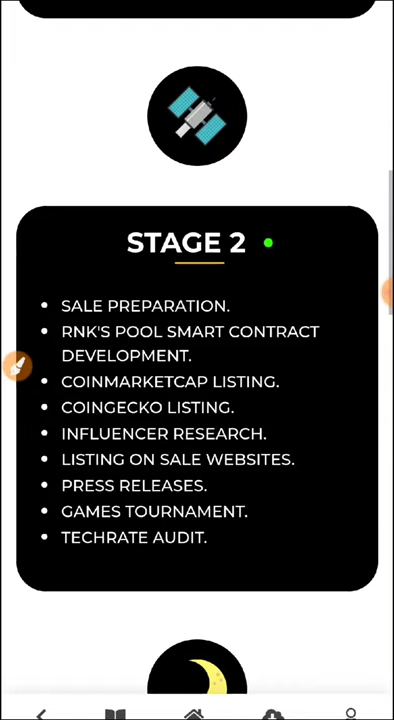 STAGE 2
SALE PREPARATION.
RNK'S POOL SMART CONTRACT
DEVELOPMENT.
COINMARKETCAP LISTING.
COINGECKO LISTING.
INFLUENCER RESEARCH.
LISTING ON SALE WEBSITES.
PRESS RELEASES.
GAMES TOURNAMENT.
TECHRATE AUDIT.